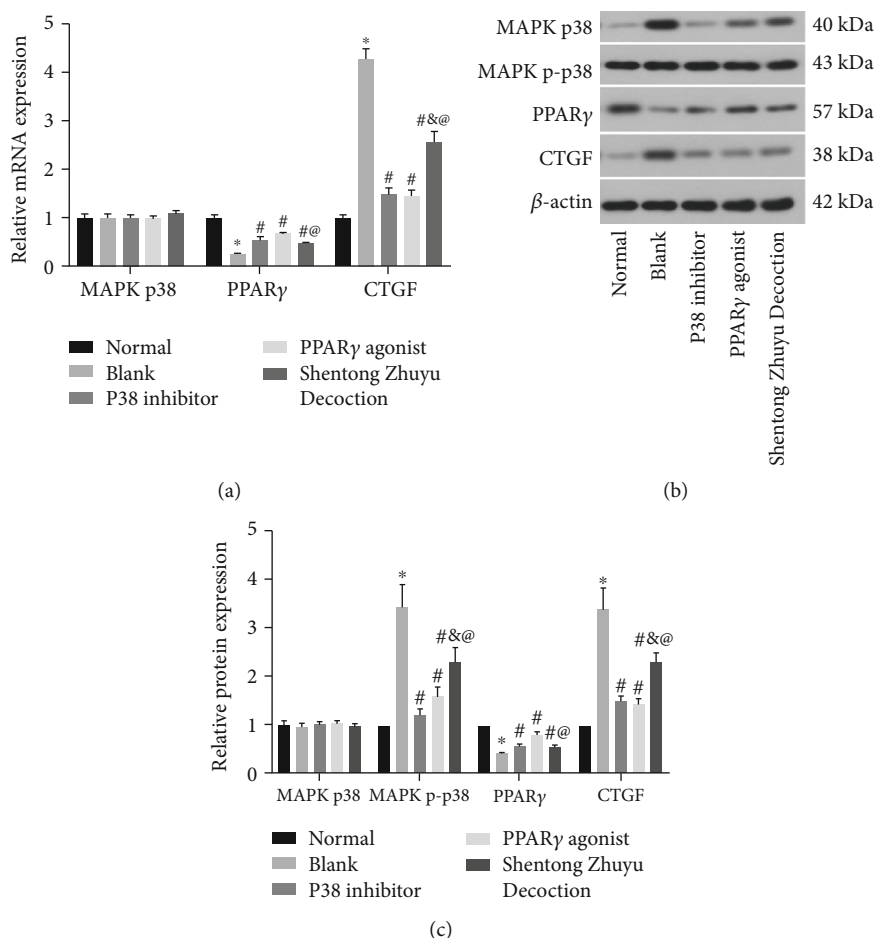 Relative mRNA expression
5
4
3
2
1
0
*
*
#
#
#@
#
#
#&@
MAPK p38
PPARγ
CTGF
Normal
Blank
P38 inhibitor
PPARγ agonist
Shentong Zhuyu
Decoction
(a)
MAPK p38
40 kDa
MAPK p-p38
43 kDa
PPARγ
57 kDa
CTGF
38 kDa
β-actin
42 kDa
Normal
Blank
P38 inhibitor
PPARγ agonist
Shentong Zhuyu Decoction
(b)
Relative protein expression
5
4
3
2
1
0
*
#
#
#&@
*
#
#
#@
*
#
#
#&@
MAPK p38
MAPK p-p38
PPARγ
CTGF
Normal
Blank
P38 inhibitor
PPARγ agonist
Shentong Zhuyu
Decoction
(c)